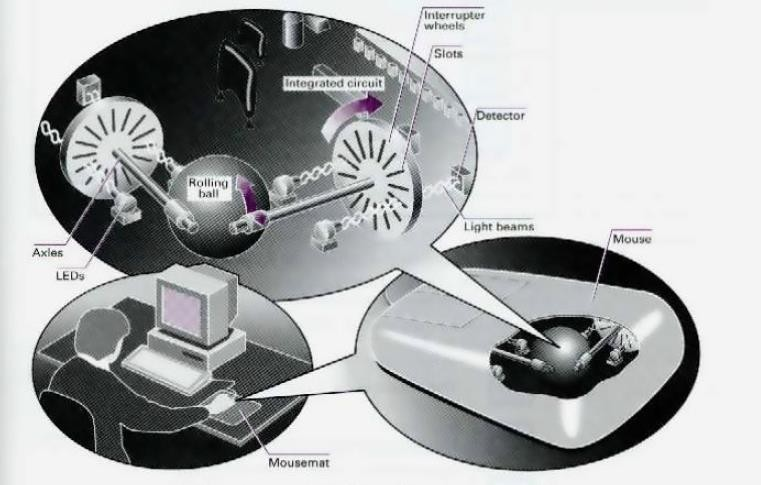 Interrupter
wheels
Slots
Integrated circuit
Detector
Rolling
ball
Light beams
Axles
LEDs
Mouse
Mousemat